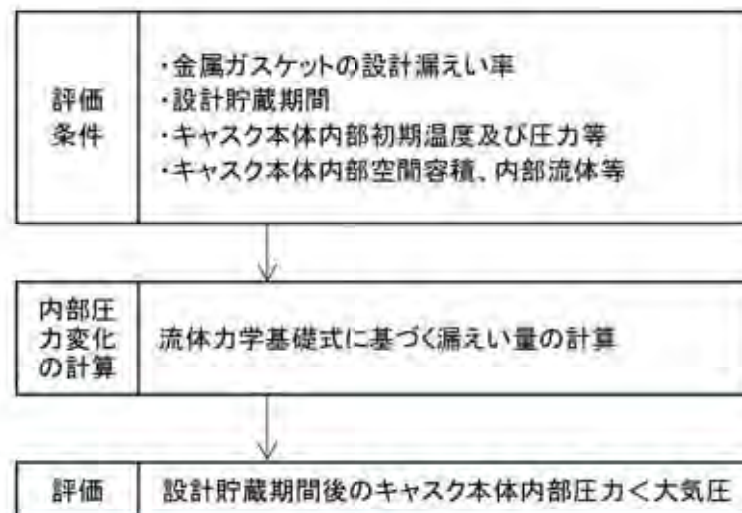 評価
条件
・金属ガスケットの設計漏えい率
・設計貯蔵期間
・キャスク本体内部初期温度及び圧力等
・キャスク本体内部空間容積、内部流体等
内部圧
力変化
の計算
流体力学基礎式に基づく漏えい量の計算
評価
設計貯蔵期間後のキャスク本体内部圧力＜大気圧